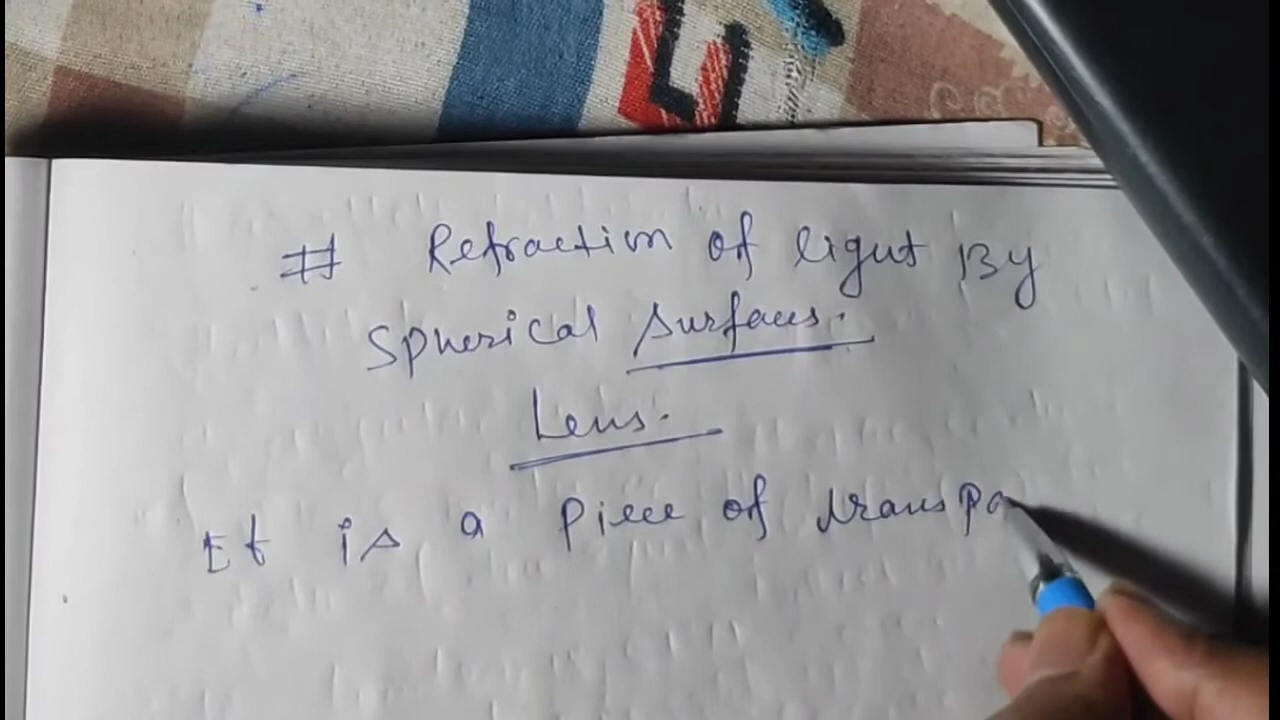 # Refraction of light By
Spherical surfaces.
Lens.
It is a piece of transpa